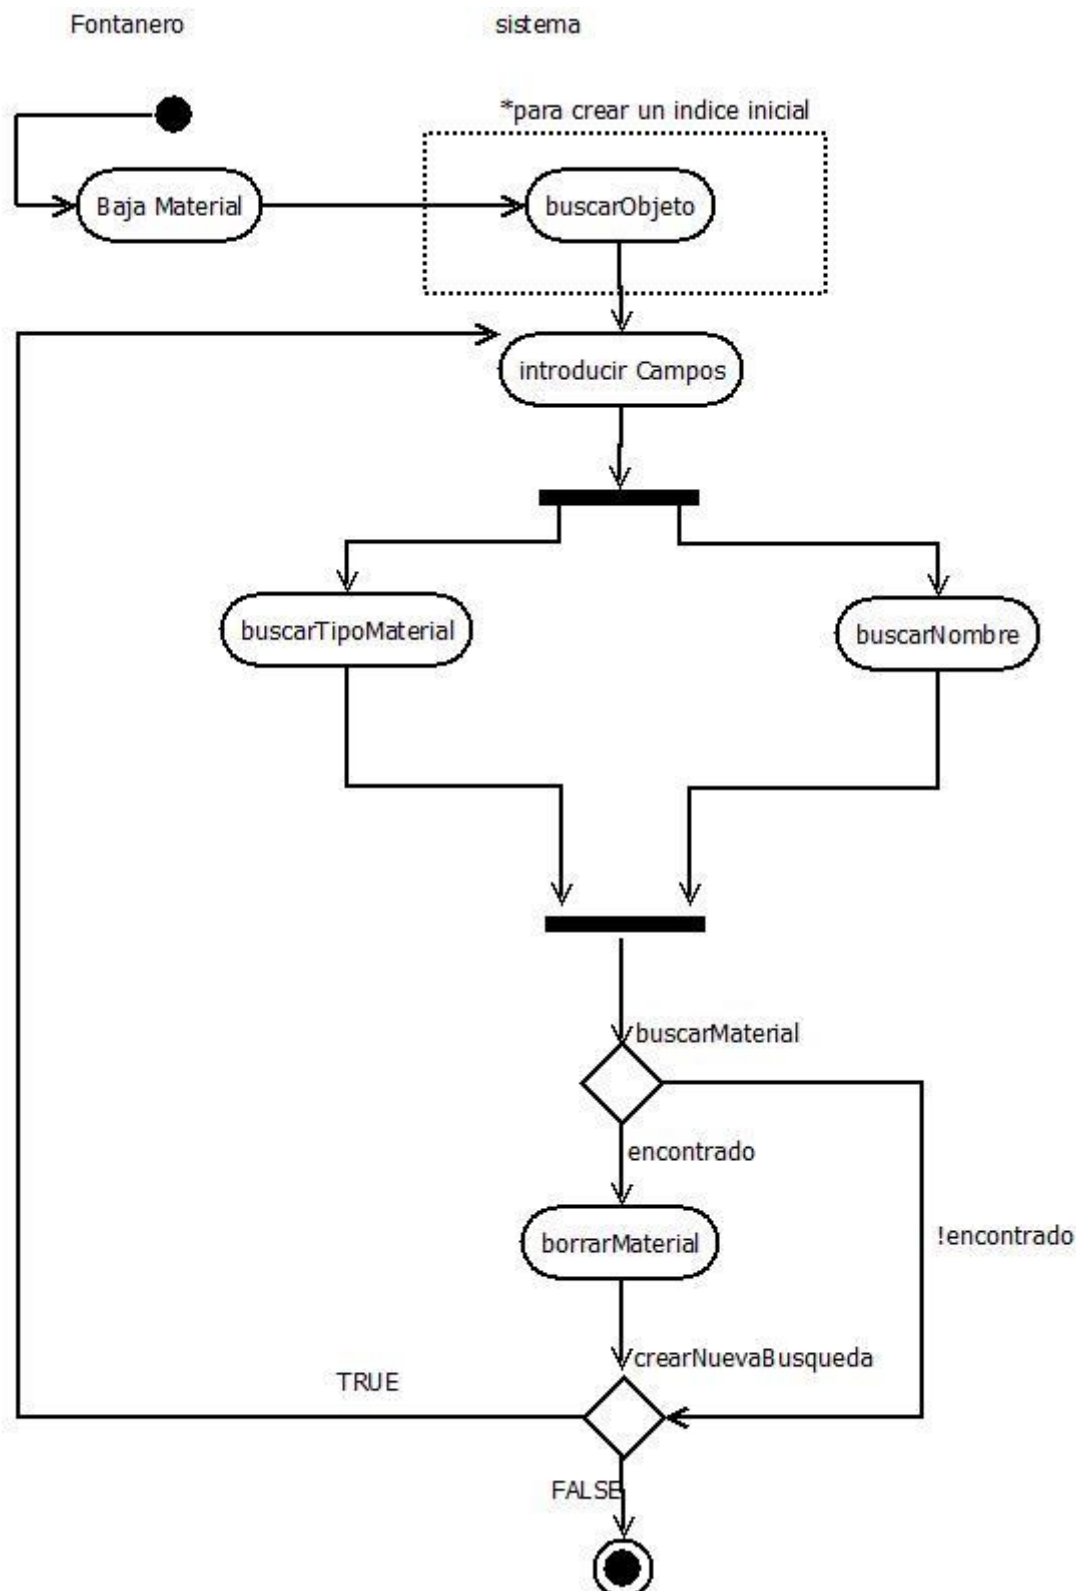 Fontanero
sistema
*para crear un indice inicial
Baja Material
buscarObjeto
introducir Campos
buscarTipoMaterial
buscarNombre
buscarMaterial
encontrado
borrarMaterial
!encontrado
crearNuevaBusqueda
TRUE
FALSE